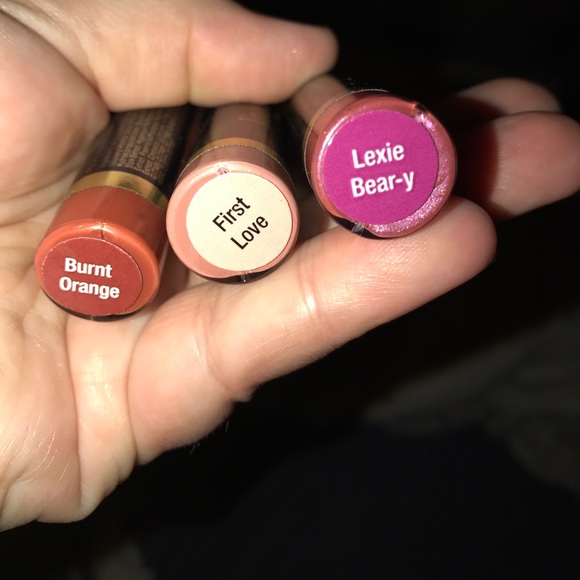 Burnt
Orange
First
Love
Lexie
Bear-y